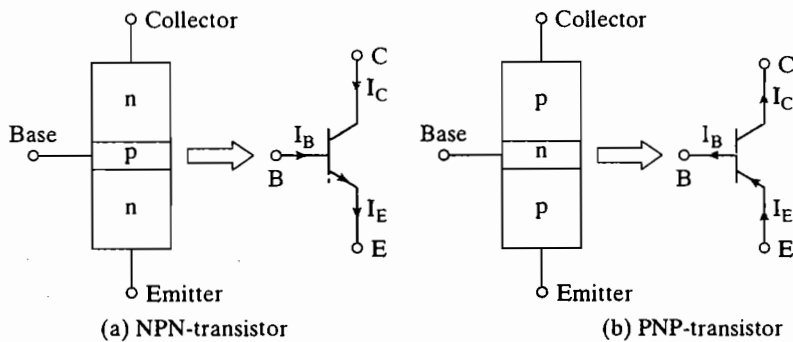 Collector
n
Base
p
n
Emitter
C
I_C
I_B
B
I_E
E
(a) NPN-transistor
Collector
p
Base
n
p
Emitter
C
I_C
I_B
B
I_E
E
(b) PNP-transistor